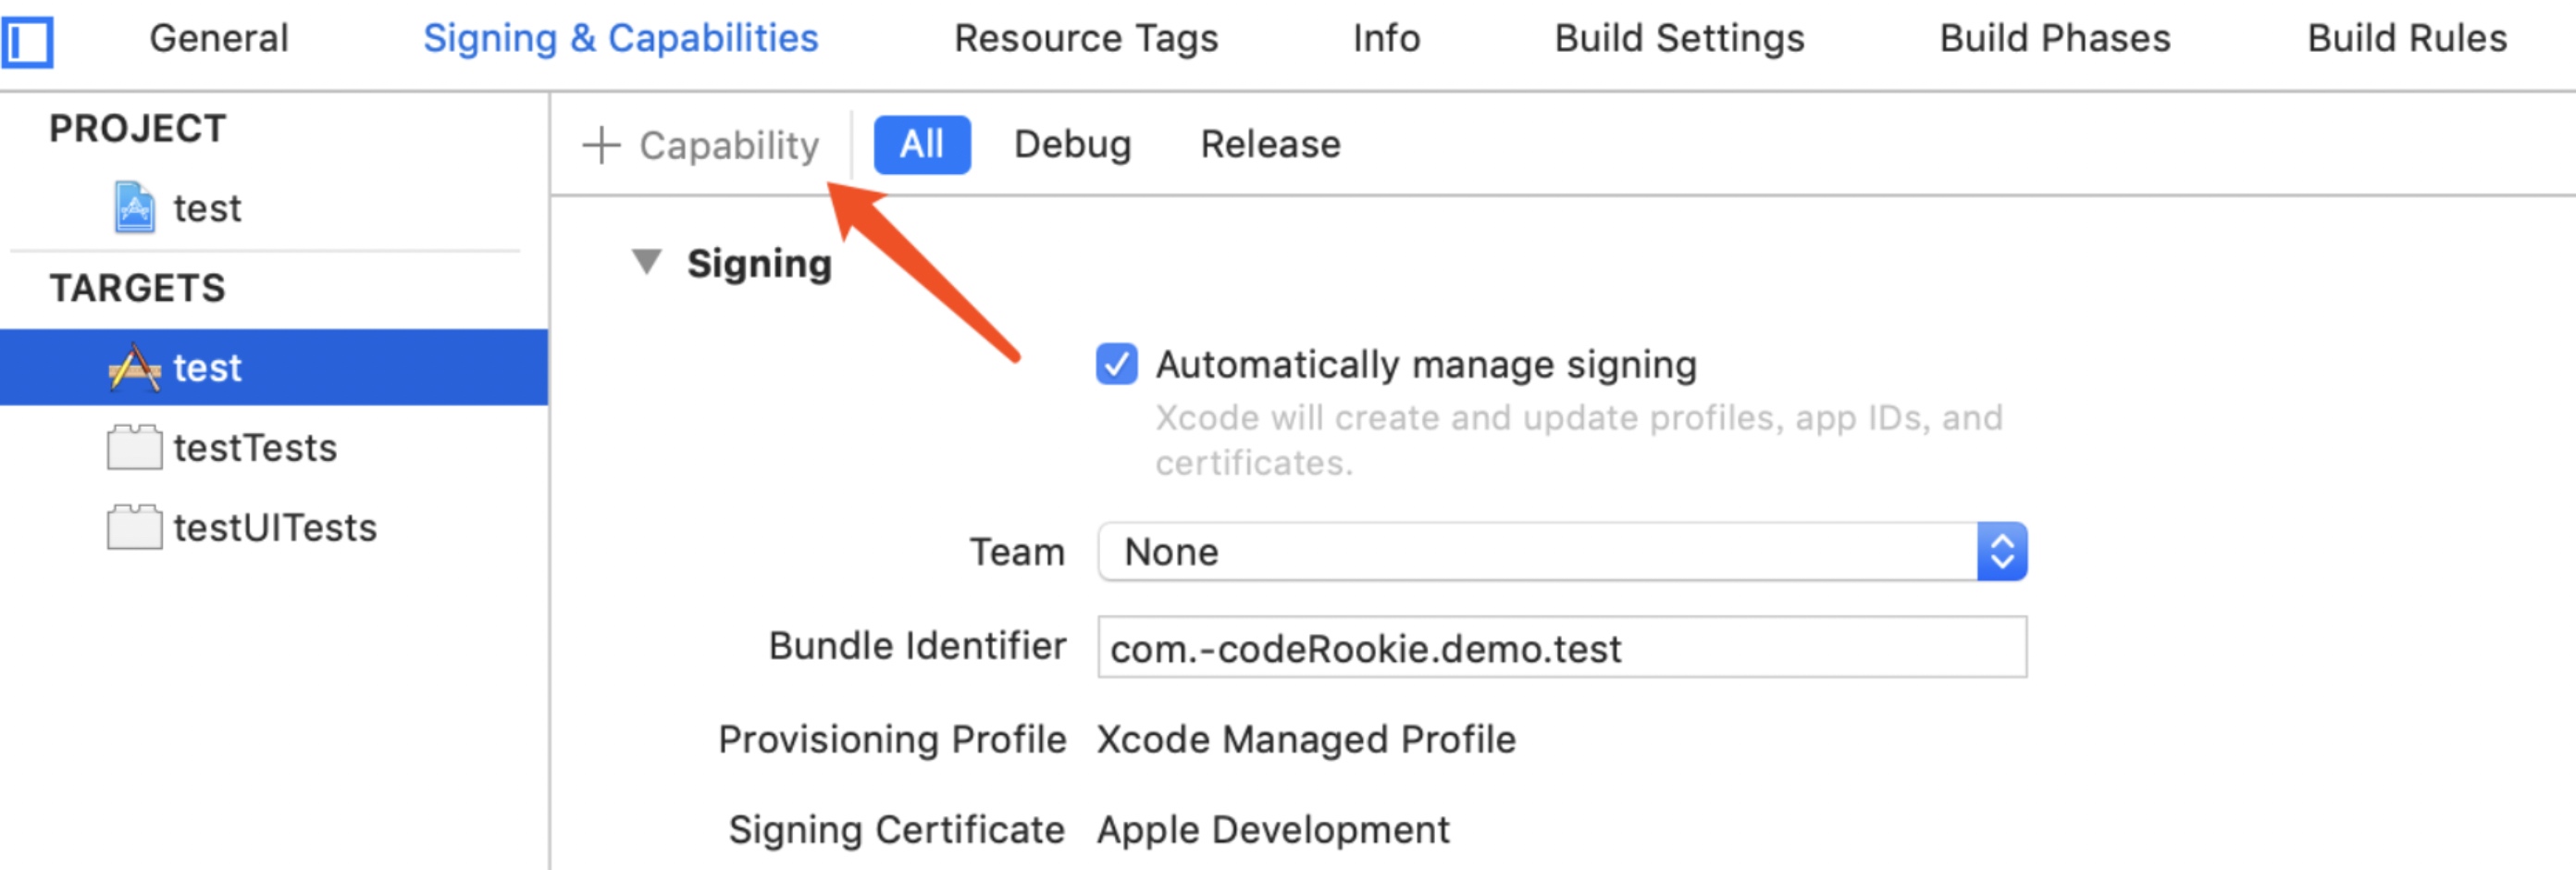 General Signing & Capabilities Resource Tags Info Build Settings Build Phases Build Rules
PROJECT
test
TARGETS
test
testTests
testUITests
+ Capability All Debug Release
Signing
Automatically manage signing
Xcode will create and update profiles, app IDs, and
certificates.
Team None
Bundle Identifier com.-codeRookie.demo.test
Provisioning Profile Xcode Managed Profile
Signing Certificate Apple Development